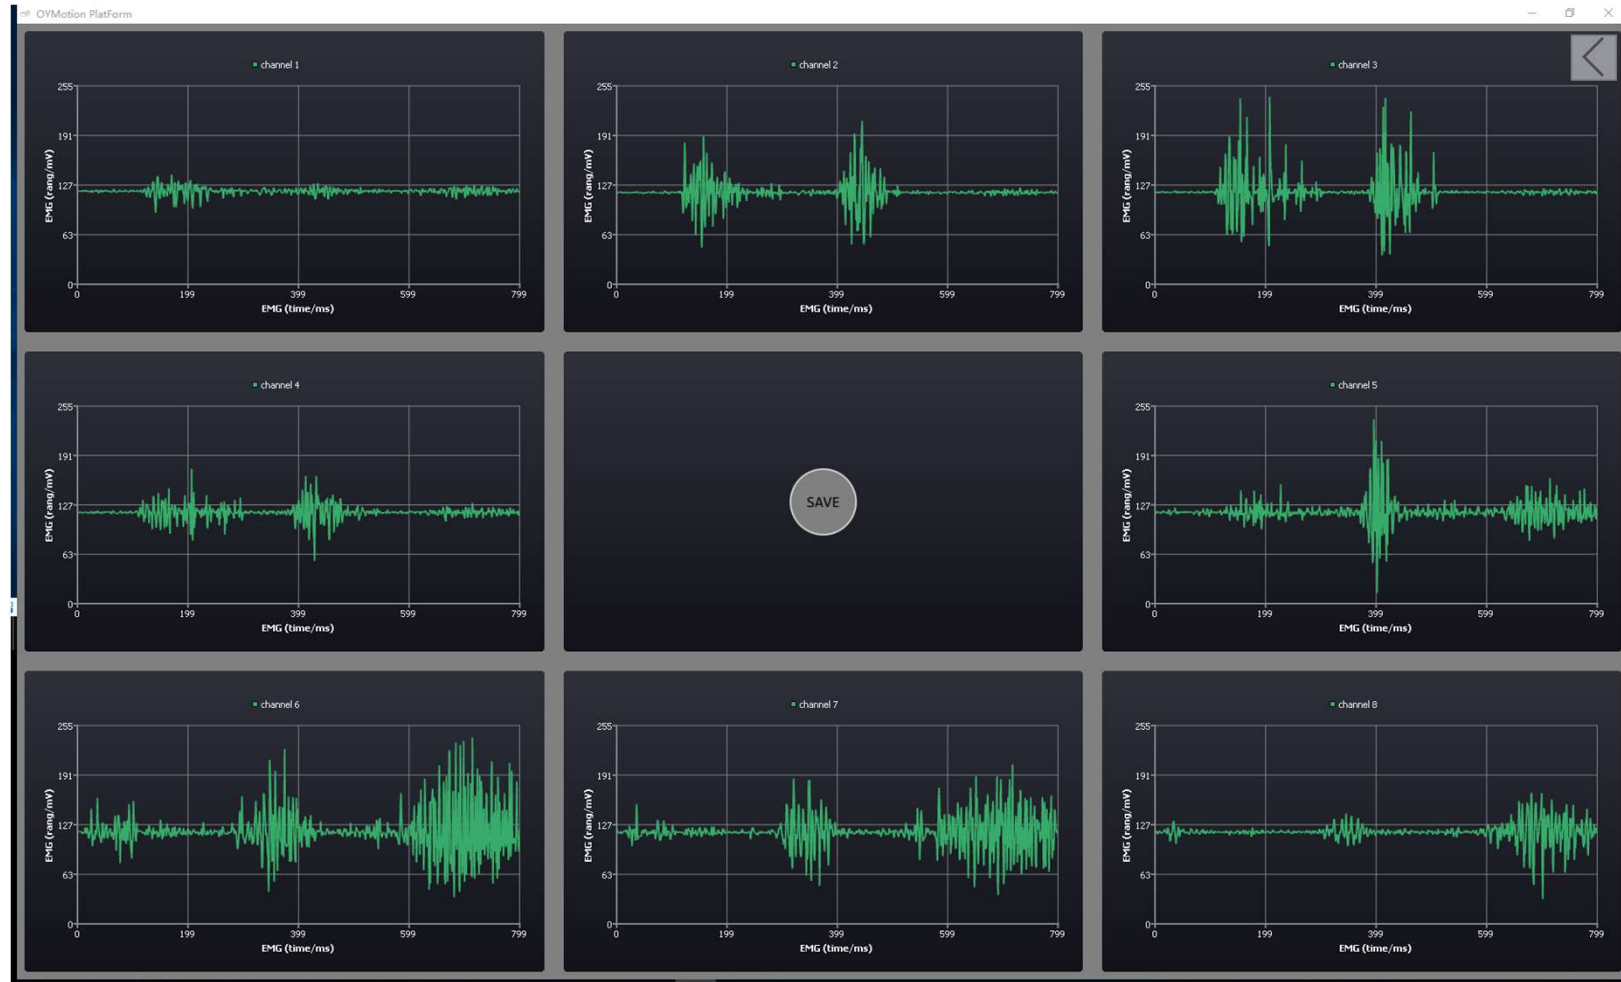 OYMotion PlatForm
channel 1
255
191
127
63
0
EMG (rang/mV)
0 199 399 599 799
EMG (time/ms)
channel 2
255
191
127
63
0
EMG (rang/mV)
0 199 399 599 799
EMG (time/ms)
channel 3
255
191
127
63
0
EMG (rang/mV)
0 199 399 599 799
EMG (time/ms)
channel 4
255
191
127
63
0
EMG (rang/mV)
0 199 399 599 799
EMG (time/ms)
SAVE
channel 5
255
191
127
63
0
EMG (rang/mV)
0 199 399 599 799
EMG (time/ms)
channel 6
255
191
127
63
0
EMG (rang/mV)
0 199 399 599 799
EMG (time/ms)
channel 7
255
191
127
63
0
EMG (rang/mV)
0 199 399 599 799
EMG (time/ms)
channel 8
255
191
127
63
0
EMG (rang/mV)
0 199 399 599 799
EMG (time/ms)